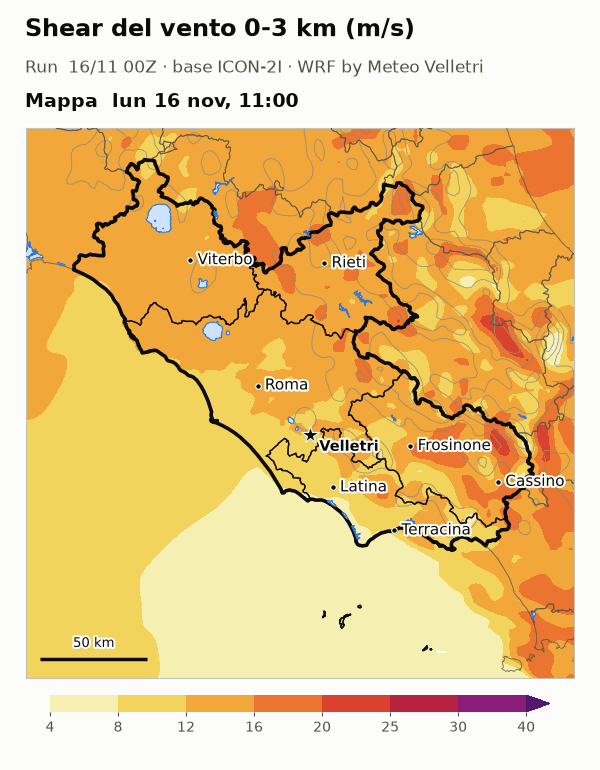 Shear del vento 0-3 km (m/s)
Run  16/11 00Z · base ICON-2I · WRF by Meteo Velletri
Mappa  lun 16 nov, 11:00
Viterbo
Rieti
Roma
Velletri
Frosinone
Latina
Cassino
Terracina
50 km
4 8 12 16 20 25 30 40